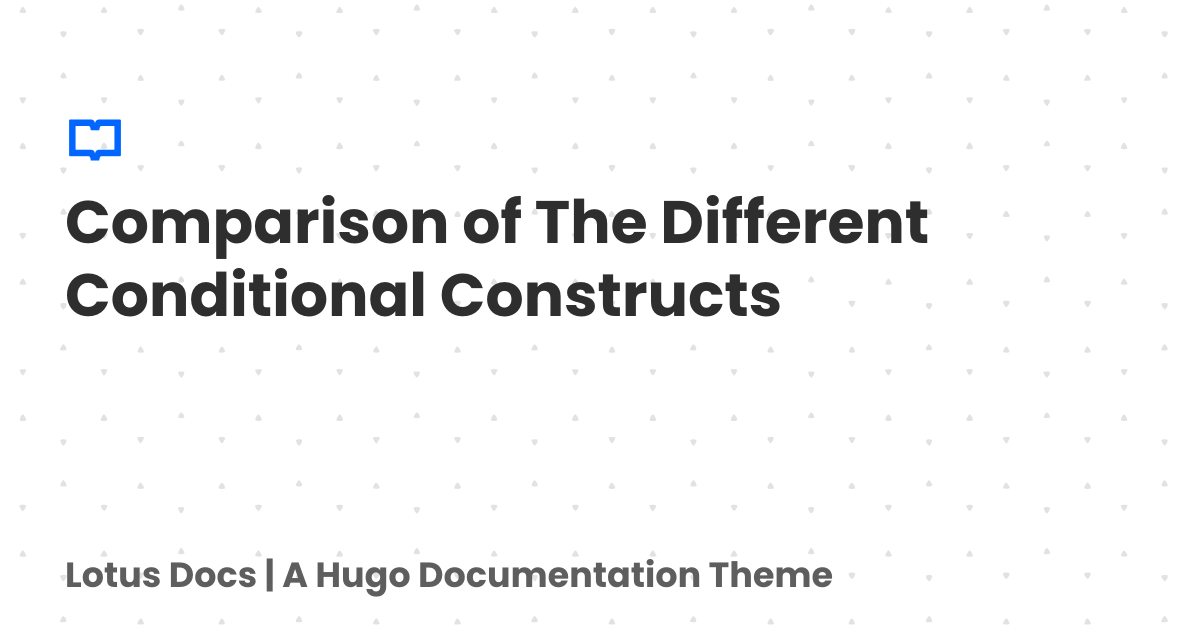 Comparison of The Different
Conditional Constructs
Lotus Docs | A Hugo Documentation Theme